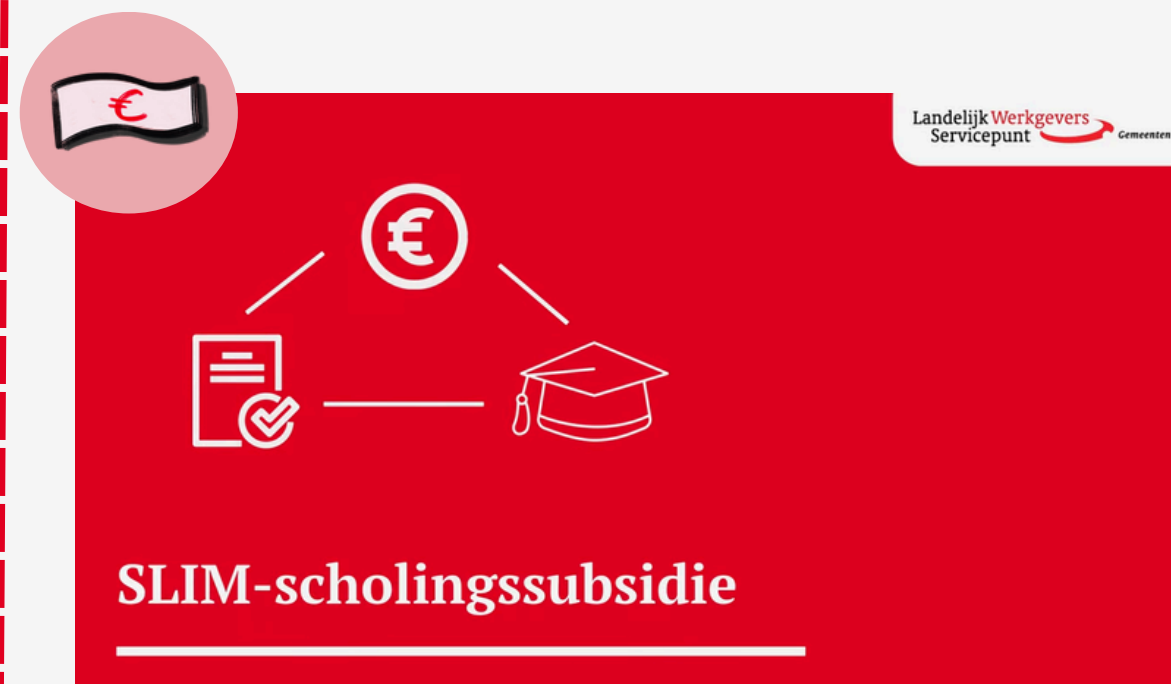 €
Landelijk Werkgevers
Servicepunt
Gemeenten
€
SLIM-scholingssubsidie